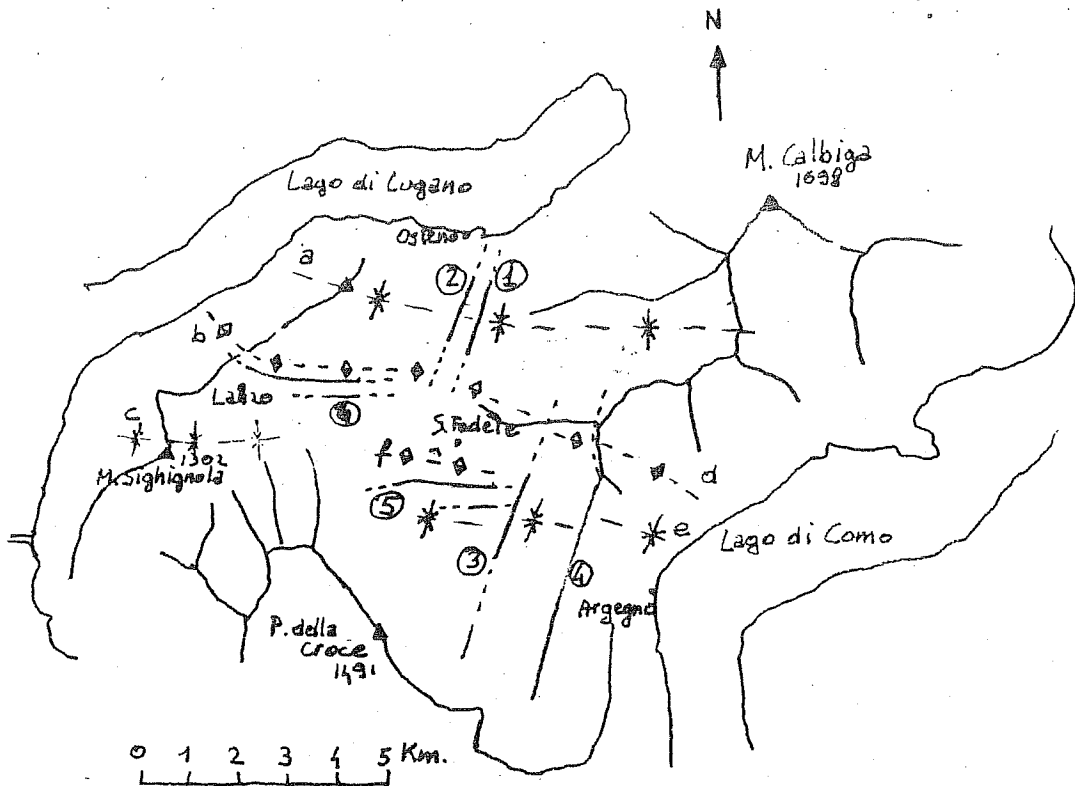 N
M. Calbiga
1698
Lago di Lugano
Osteno
a
2
1
b
Lanzo
4
c
S. Fedele
f
1302
M. Sighignola
d
5
e
Lago di Como
3
4
Argegno
P. della
Croce
1491
0 1 2 3 4 5 Km.